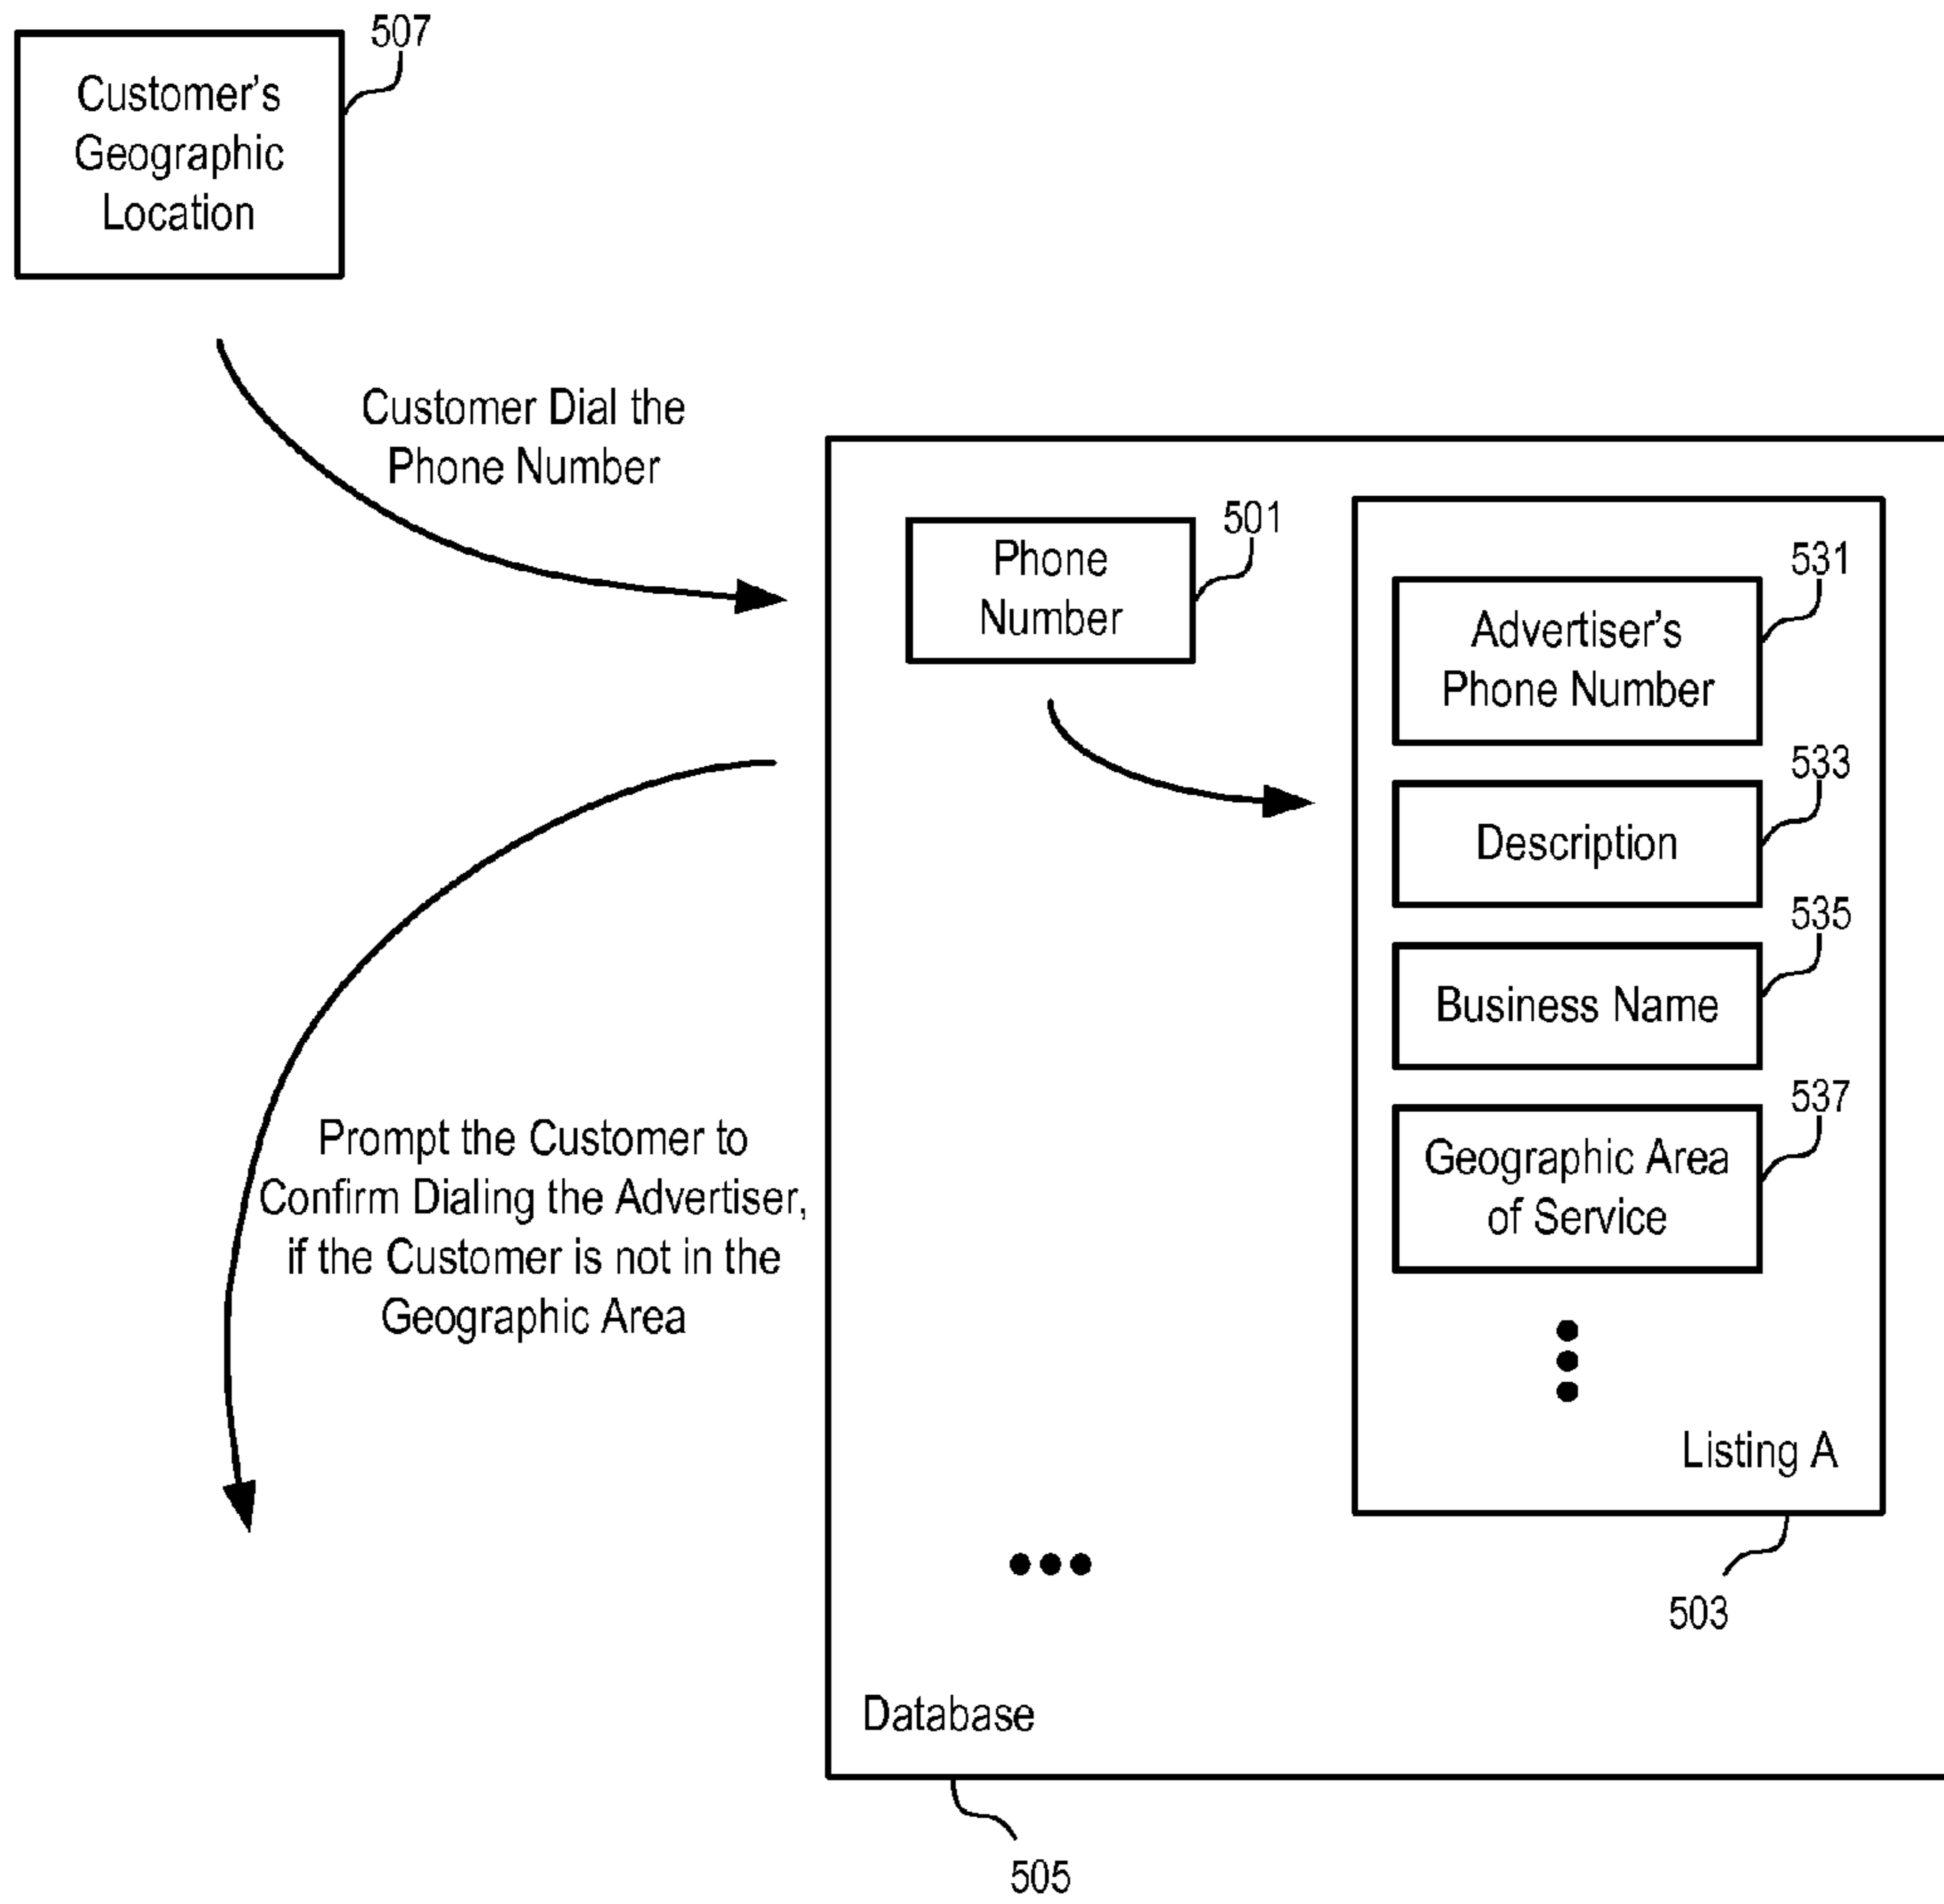 507
Customer's
Geographic
Location
Customer Dial the
Phone Number
501
Phone
Number
531
Advertiser's
Phone Number
533
Description
535
Business Name
537
Geographic Area
of Service
Prompt the Customer to
Confirm Dialing the Advertiser,
if the Customer is not in the
Geographic Area
Listing A
503
Database
505